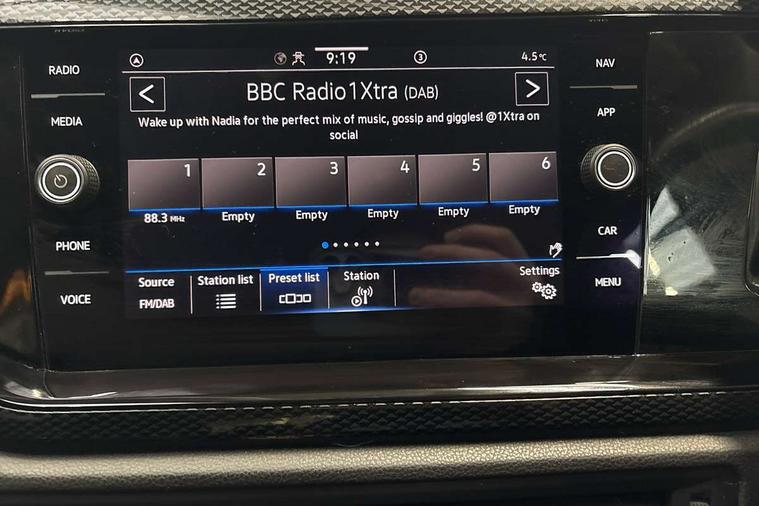 9:19
3
4.5°C
RADIO
MEDIA
PHONE
VOICE
BBC Radio 1Xtra (DAB)
Wake up with Nadia for the perfect mix of music, gossip and giggles! @1Xtra on
social
1 2 3 4 5 6
88.3 MHz Empty Empty Empty Empty Empty
Source
FM/DAB
Station list
Preset list
Station
Settings
NAV
APP
CAR
MENU